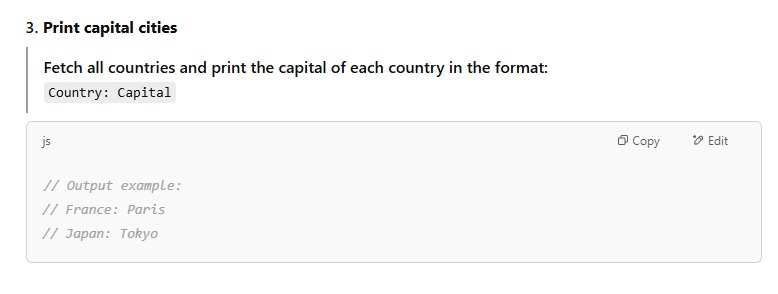 3. Print capital cities
Fetch all countries and print the capital of each country in the format:
Country: Capital
js
Copy
Edit
// Output example:
// France: Paris
// Japan: Tokyo